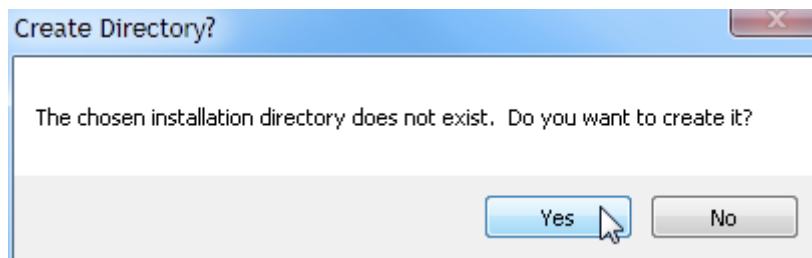 Create Directory?
The chosen installation directory does not exist.  Do you want to create it?
Yes
No